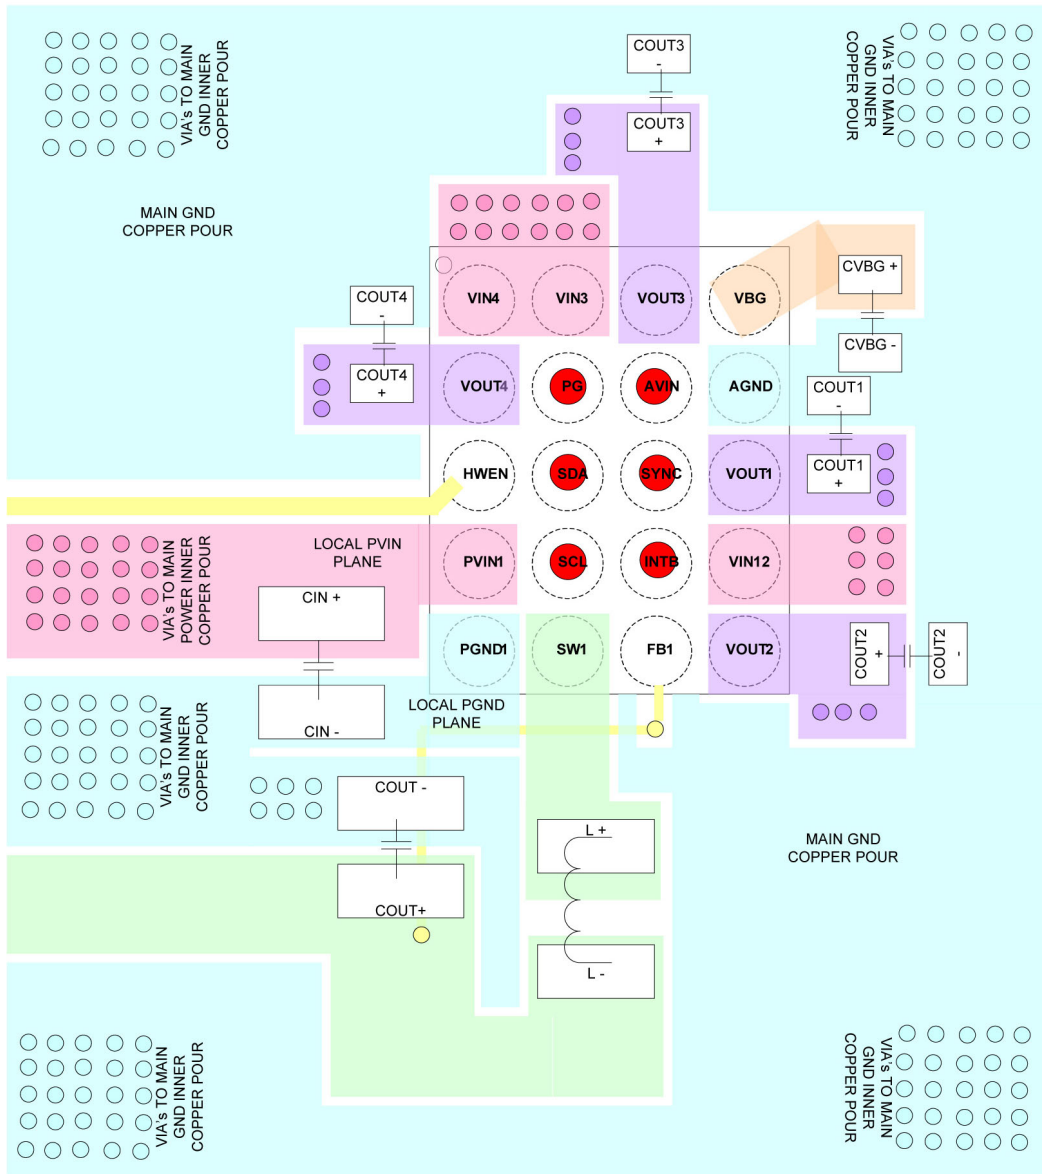 COUT3
-
COUT3
+
VIA's TO MAIN
GND INNER
COPPER POUR
VIA's TO MAIN
GND INNER
COPPER POUR
MAIN GND
COPPER POUR
VIN4
VIN3
VOUT3
VBG
CVBG +
CVBG -
COUT4
-
COUT4
+
VOUT4
PG
AVIN
AGND
COUT1
-
COUT1
+
HWEN
SDA
SYNC
VOUT1
LOCAL PVIN
PLANE
VIA's TO MAIN
POWER INNER
COPPER POUR
CIN +
PVIN1
SCL
INTB
VIN12
PGND1
SW1
FB1
VOUT2
COUT2
+
COUT2
-
LOCAL PGND
PLANE
CIN -
VIA's TO MAIN
GND INNER
COPPER POUR
COUT -
COUT+
L +
L -
MAIN GND
COPPER POUR
VIA's TO MAIN
GND INNER
COPPER POUR
VIA's TO MAIN
GND INNER
COPPER POUR